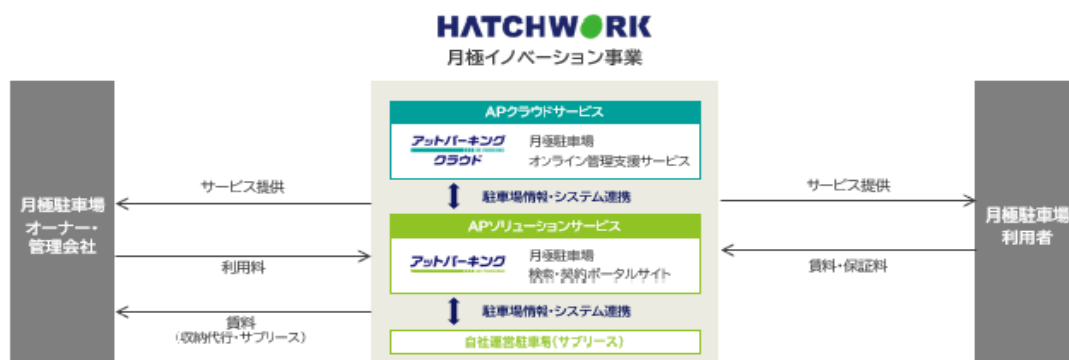 HATCHWORK
月極イノベーション事業
APクラウドサービス
アットパーキング
クラウド
月極駐車場
オンライン管理支援サービス
サービス提供
駐車場情報・システム連携
サービス提供
月極駐車場
オーナー・
管理会社
APソリューションサービス
月極駐車場
利用者
アットパーキング
月極駐車場
検索・契約ポータルサイト
利用料
賃料・保証料
駐車場情報・システム連携
賃料
(収納代行・サブリース)
自社運営駐車場(サブリース)